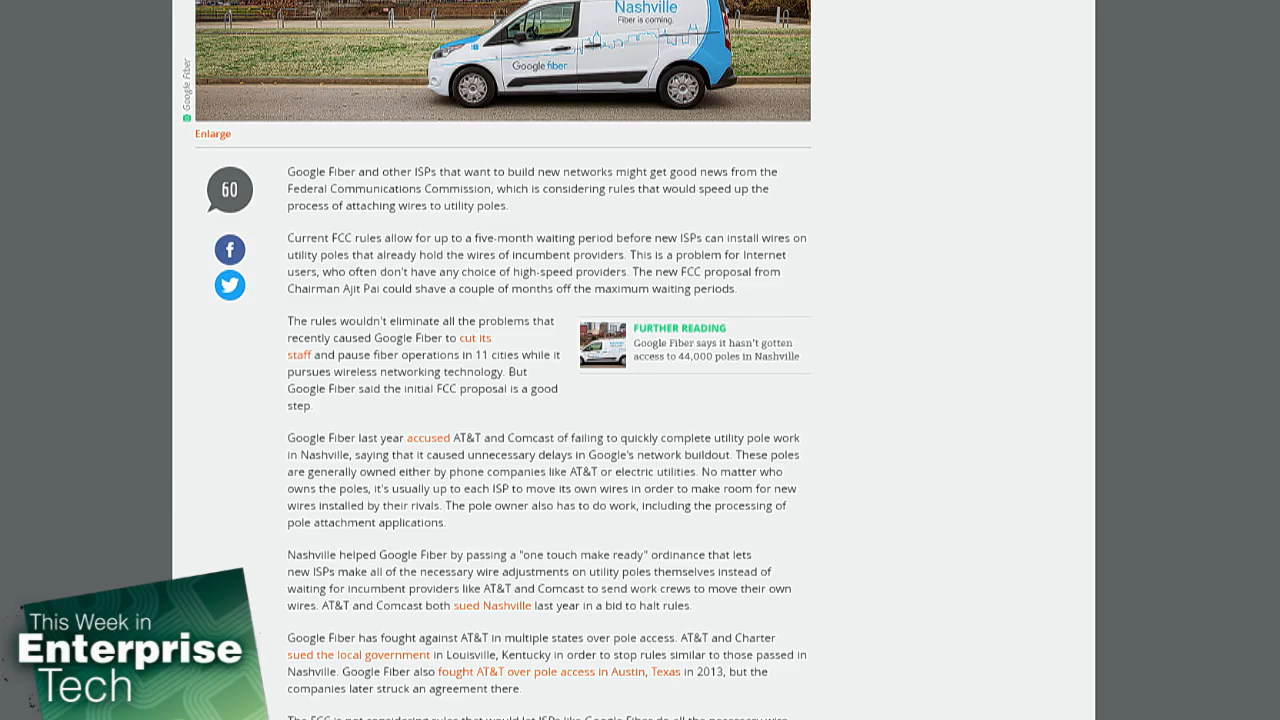 Nashville
Fiber is coming.
Google fiber
Google Fiber
Enlarge
60
Google Fiber and other ISPs that want to build new networks might get good news from the
Federal Communications Commission, which is considering rules that would speed up the
process of attaching wires to utility poles.
Current FCC rules allow for up to a five-month waiting period before new ISPs can install wires on
utility poles that already hold the wires of incumbent providers. This is a problem for Internet
users, who often don't have any choice of high-speed providers. The new FCC proposal from
Chairman Ajit Pai could shave a couple of months off the maximum waiting periods.
The rules wouldn't eliminate all the problems that
recently caused Google Fiber to cut its
staff and pause fiber operations in 11 cities while it
pursues wireless networking technology. But
Google Fiber said the initial FCC proposal is a good
step.
FURTHER READING
Google Fiber says it hasn't gotten
access to 44,000 poles in Nashville
Google Fiber last year accused AT&T and Comcast of failing to quickly complete utility pole work
in Nashville, saying that it caused unnecessary delays in Google's network buildout. These poles
are generally owned either by phone companies like AT&T or electric utilities. No matter who
owns the poles, it's usually up to each ISP to move its own wires in order to make room for new
wires installed by their rivals. The pole owner also has to do work, including the processing of
pole attachment applications.
Nashville helped Google Fiber by passing a "one touch make ready" ordinance that lets
new ISPs make all of the necessary wire adjustments on utility poles themselves instead of
waiting for incumbent providers like AT&T and Comcast to send work crews to move their own
wires. AT&T and Comcast both sued Nashville last year in a bid to halt rules.
Google Fiber has fought against AT&T in multiple states over pole access. AT&T and Charter
sued the local government in Louisville, Kentucky in order to stop rules similar to those passed in
Nashville. Google Fiber also fought AT&T over pole access in Austin, Texas in 2013, but the
companies later struck an agreement there.
The FCC is not considering rules that would let ISPs like Google Fiber do all the necessary wire
This Week in
Enterprise
Tech